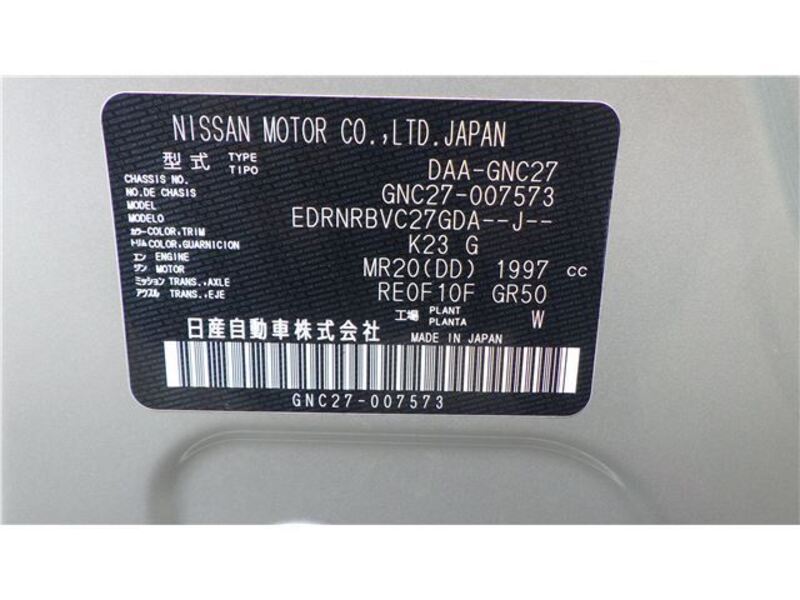 NISSAN MOTOR CO.,LTD.JAPAN
型式 TYPE TIPO DAA-GNC27
CHASSIS NO. NO.DE CHASIS GNC27-007573
MODEL MODELO EDRNRBVC27GDA--J--
カラー COLOR,TRIM トリム COLOR,GUARNICION K23 G
エン ENGINE ジン MOTOR MR20(DD) 1997 cc
ミッション TRANS.,AXLE アクスル TRANS.,EJE RE0F10F GR50
工場 PLANT PLANTA W
日産自動車株式会社 MADE IN JAPAN
GNC27-007573